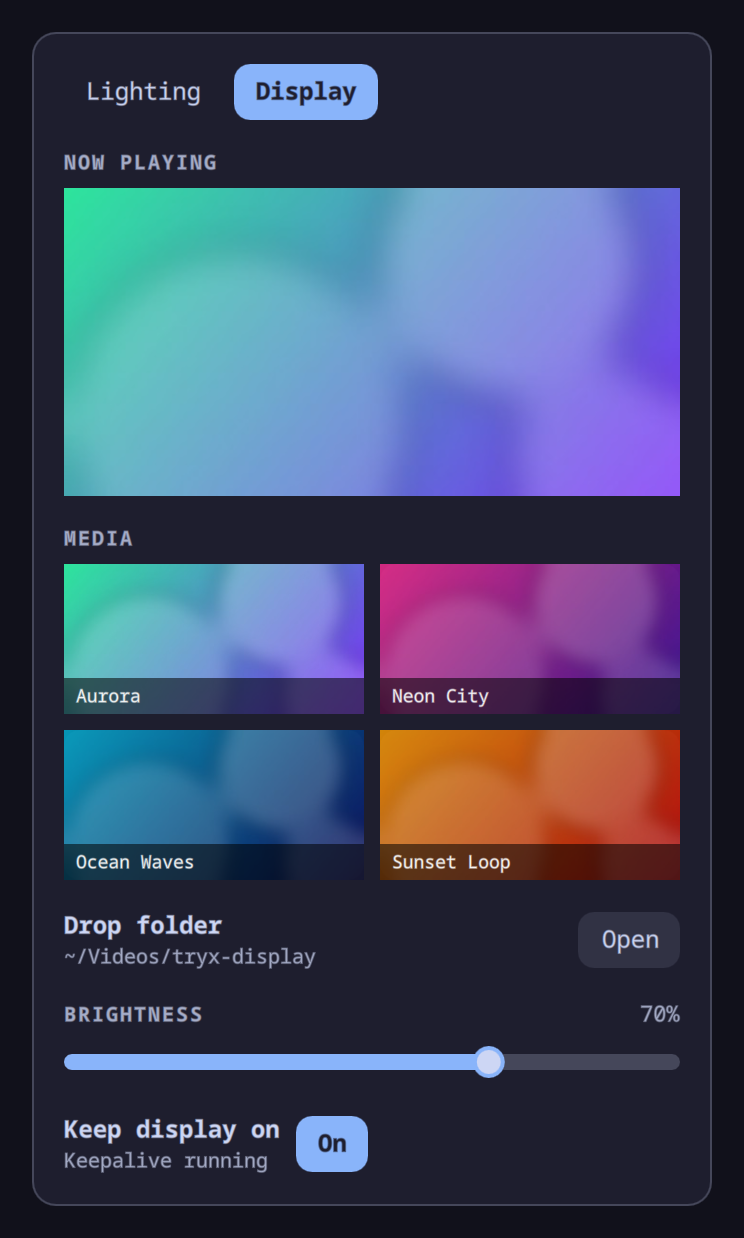 Lighting
Display
NOW PLAYING
MEDIA
Aurora
Neon City
Ocean Waves
Sunset Loop
Drop folder
~/Videos/tryx-display
Open
BRIGHTNESS
70%
Keep display on
Keepalive running
On